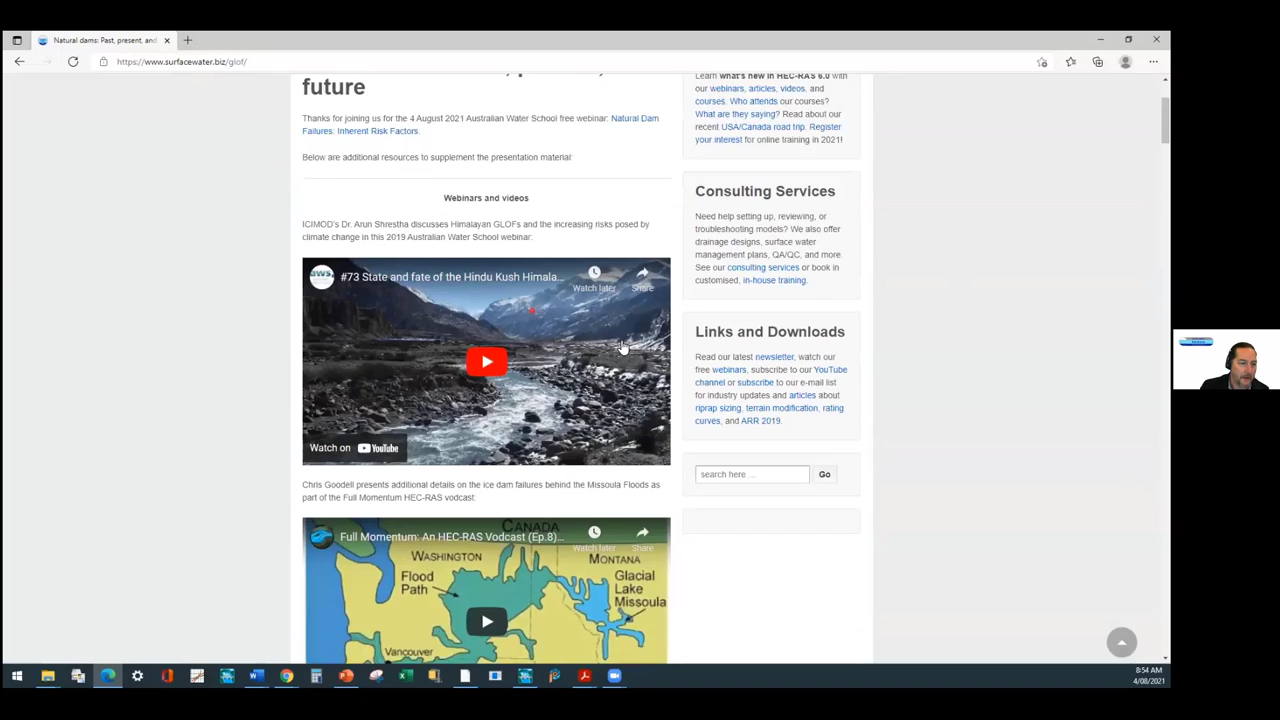 Natural dams: Past, present, and
https://www.surfacewater.biz/glof/
future
Thanks for joining us for the 4 August 2021 Australian Water School free webinar: Natural Dam
Failures: Inherent Risk Factors.
Below are additional resources to supplement the presentation material:
Webinars and videos
ICIMOD's Dr. Arun Shrestha discusses Himalayan GLOFs and the increasing risks posed by
climate change in this 2019 Australian Water School webinar:
aws
#73 State and fate of the Hindu Kush Himala...
Watch later
Share
Watch on YouTube
Chris Goodell presents additional details on the ice dam failures behind the Missoula Floods as
part of the Full Momentum HEC-RAS vodcast:
CANADA
Full Momentum: An HEC-RAS Vodcast (Ep.8)...
Watch later
Share
WASHINGTON
MONTANA
Flood
Path
Glacial
Lake
Missoula
Vancouver
Learn what's new in HEC-RAS 6.0 with
our webinars, articles, videos, and
courses. Who attends our courses?
What are they saying? Read about our
recent USA/Canada road trip. Register
your interest for online training in 2021!
Consulting Services
Need help setting up, reviewing, or
troubleshooting models? We also offer
drainage designs, surface water
management plans, QA/QC, and more.
See our consulting services or book in
customised, in-house training.
Links and Downloads
Read our latest newsletter, watch our
free webinars, subscribe to our YouTube
channel or subscribe to our e-mail list
for industry updates and articles about
riprap sizing, terrain modification, rating
curves, and ARR 2019.
search here ...
Go
8:54 AM
4/08/2021